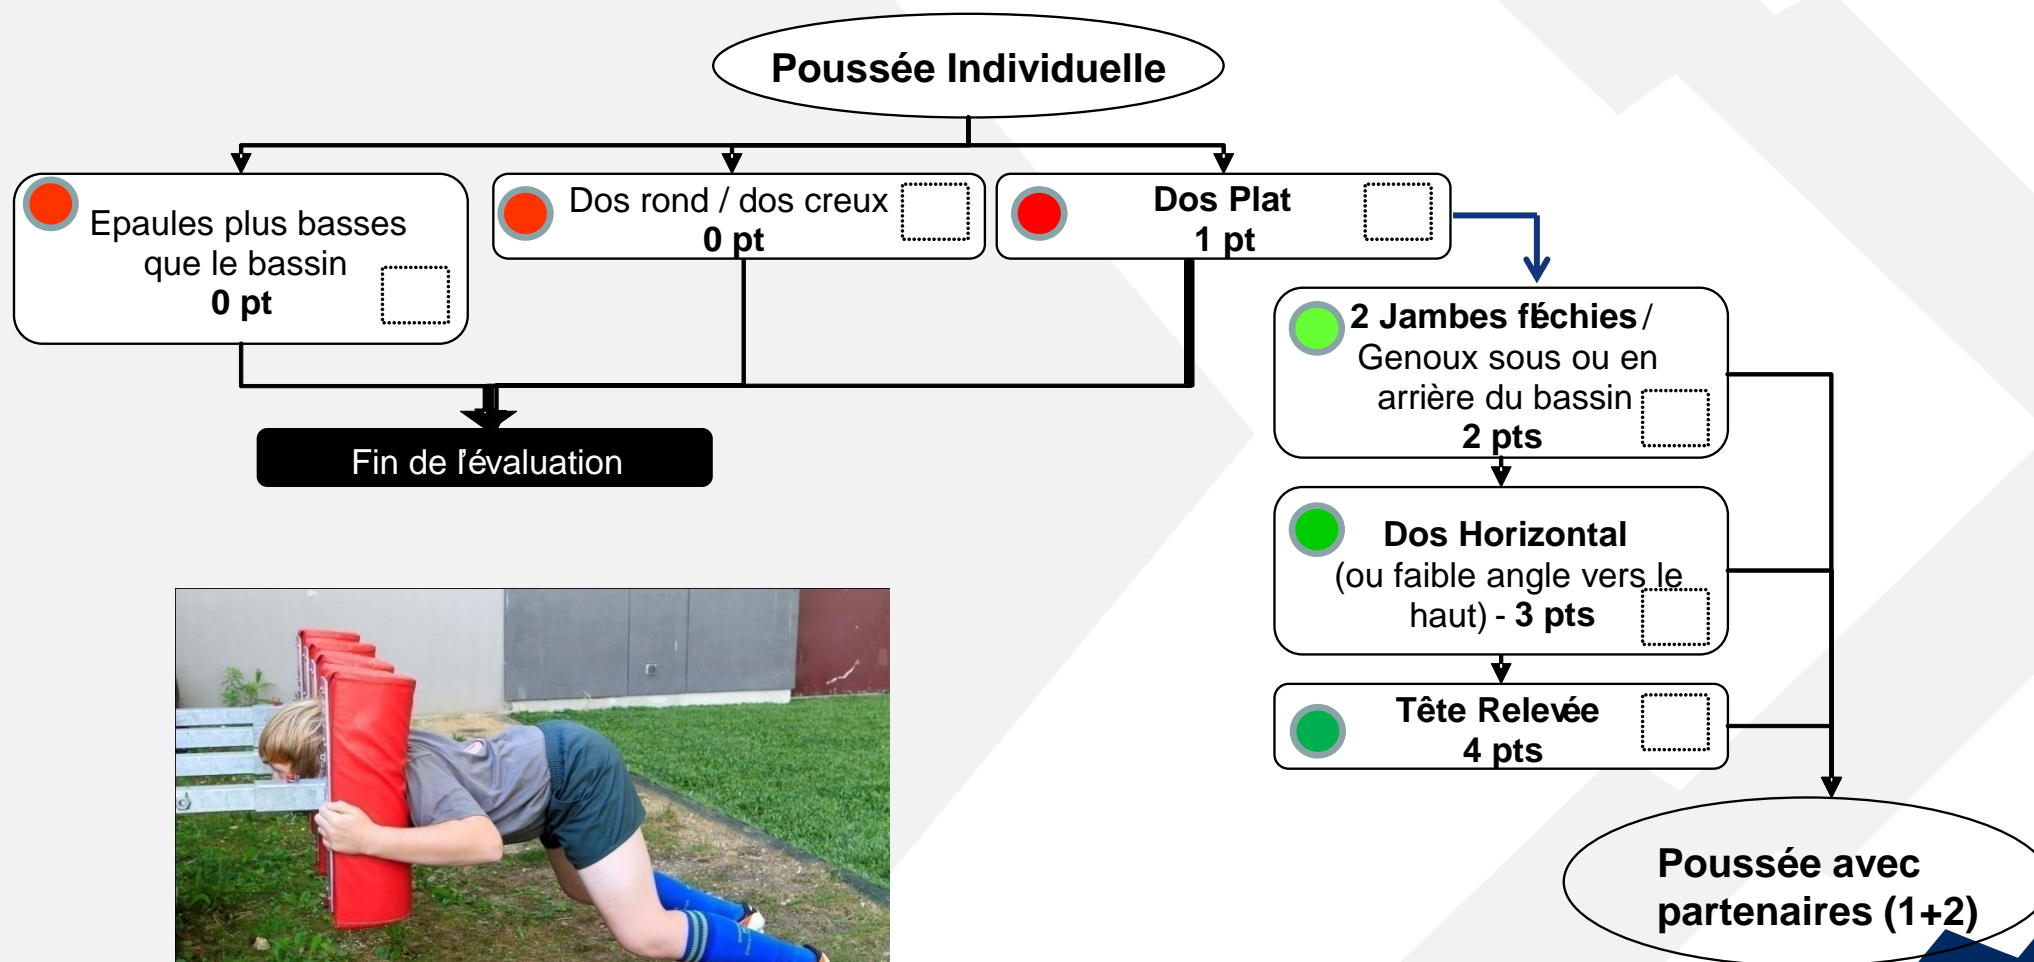 Poussée Individuelle
Epaules plus basses
que le bassin
0 pt
Dos rond / dos creux
0 pt
Dos Plat
1 pt
2 Jambes fléchies /
Genoux sous ou en
arrière du bassin
2 pts
Fin de l'évaluation
Dos Horizontal
(ou faible angle vers le
haut) - 3 pts
Tête Relevée
4 pts
Poussée avec
partenaires (1+2)